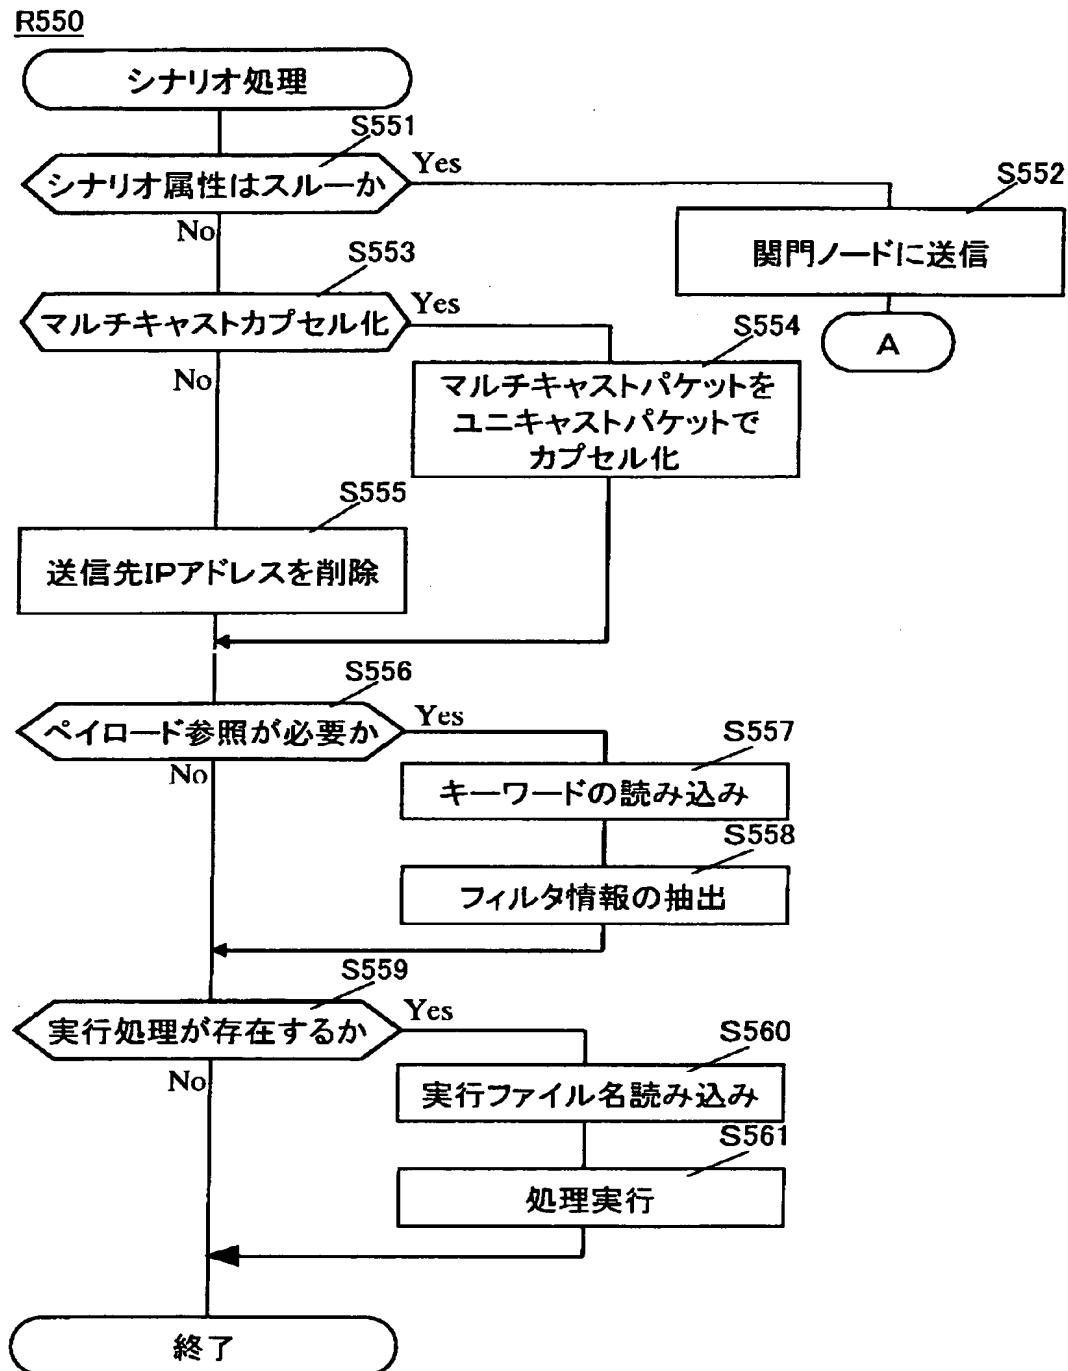 R550
シナリオ処理
S551
シナリオ属性はスルーか
Yes
No
S552
関門ノードに送信
A
S553
マルチキャストカプセル化
Yes
No
S554
マルチキャストパケットを
ユニキャストパケットで
カプセル化
S555
送信先IPアドレスを削除
S556
ペイロード参照が必要か
Yes
No
S557
キーワードの読み込み
S558
フィルタ情報の抽出
S559
実行処理が存在するか
Yes
No
S560
実行ファイル名読み込み
S561
処理実行
終了